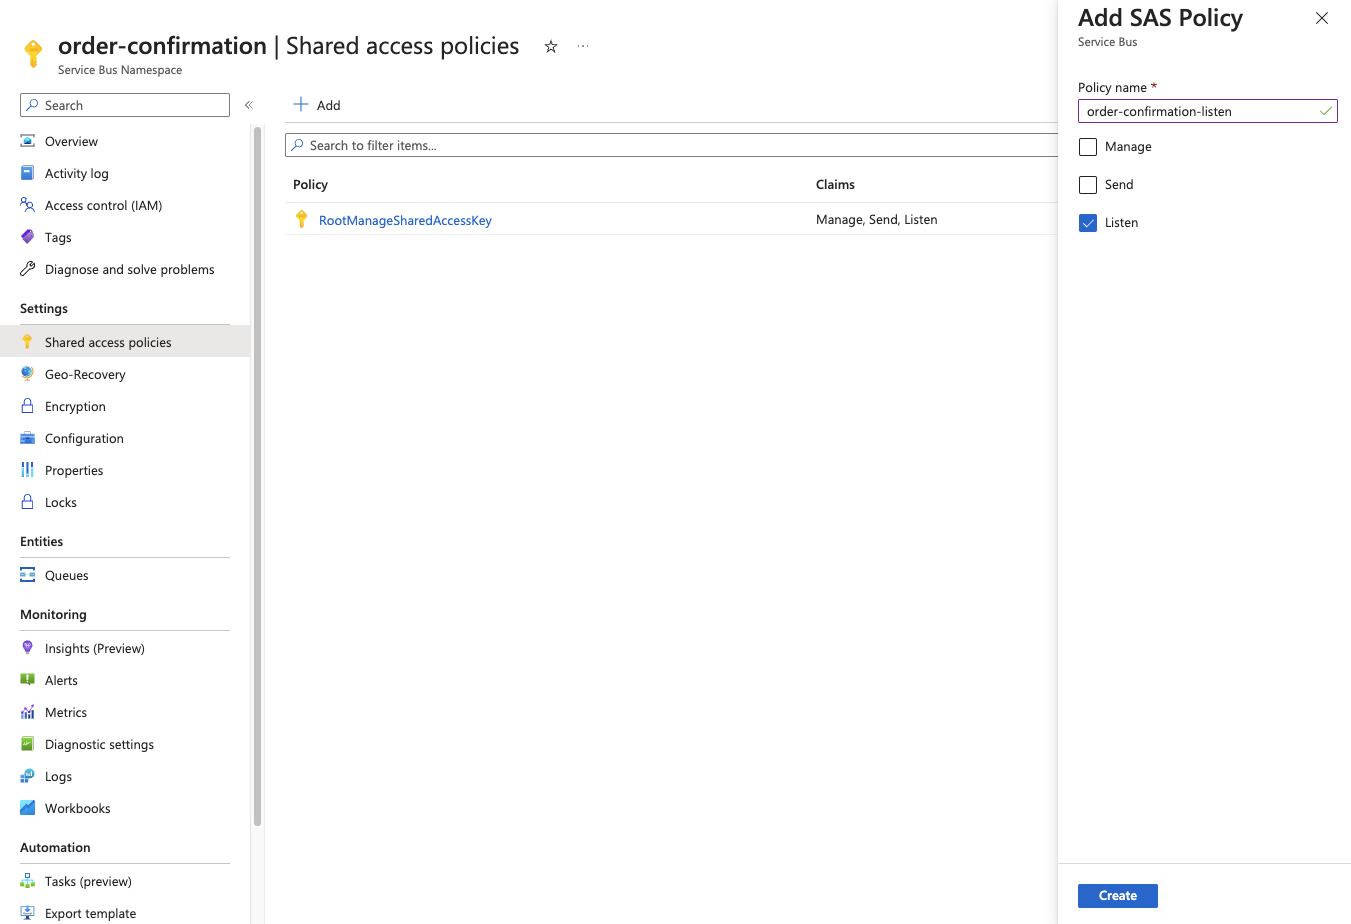 order-confirmation | Shared access policies
Service Bus Namespace
Search
Overview
Activity log
Access control (IAM)
Tags
Diagnose and solve problems
Settings
Shared access policies
Geo-Recovery
Encryption
Configuration
Properties
Locks
Entities
Queues
Monitoring
Insights (Preview)
Alerts
Metrics
Diagnostic settings
Logs
Workbooks
Automation
Tasks (preview)
Export template
Add
Search to filter items...
Policy Claims
RootManageSharedAccessKey Manage, Send, Listen
Add SAS Policy
Service Bus
Policy name *
order-confirmation-listen
Manage
Send
Listen
Create